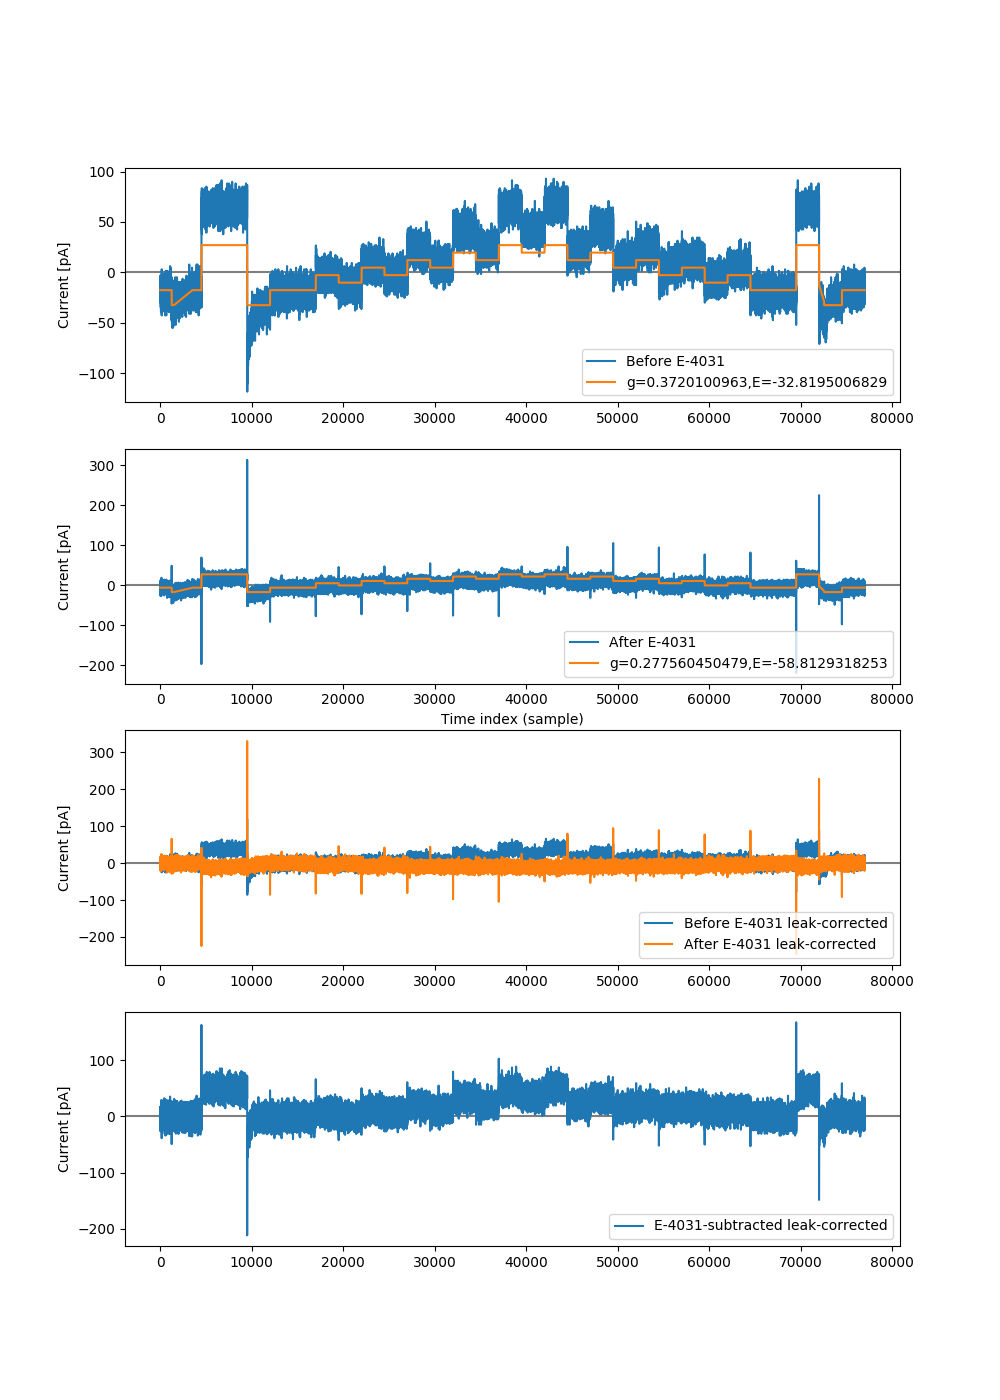 100
50
0
−50
−100
Current [pA]
Before E-4031
g=0.3720100963,E=-32.8195006829
0 10000 20000 30000 40000 50000 60000 70000 80000
300
200
100
0
−100
−200
Current [pA]
After E-4031
g=0.277560450479,E=-58.8129318253
0 10000 20000 30000 40000 50000 60000 70000 80000
Time index (sample)
300
200
100
0
−100
−200
Current [pA]
Before E-4031 leak-corrected
After E-4031 leak-corrected
0 10000 20000 30000 40000 50000 60000 70000 80000
100
0
−100
−200
Current [pA]
E-4031-subtracted leak-corrected
0 10000 20000 30000 40000 50000 60000 70000 80000